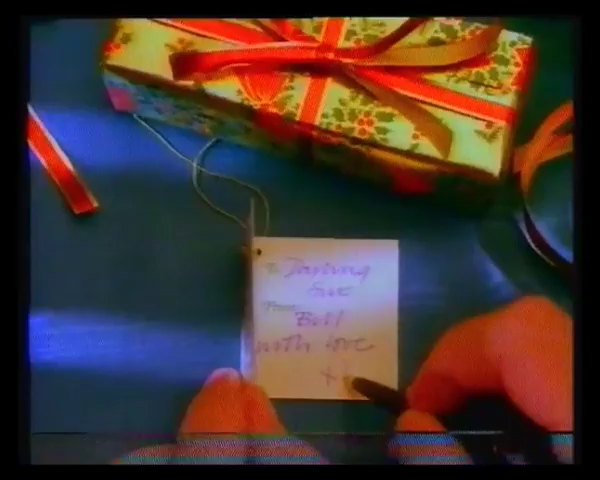 To Darling
Sue
From
Bill
with love
x